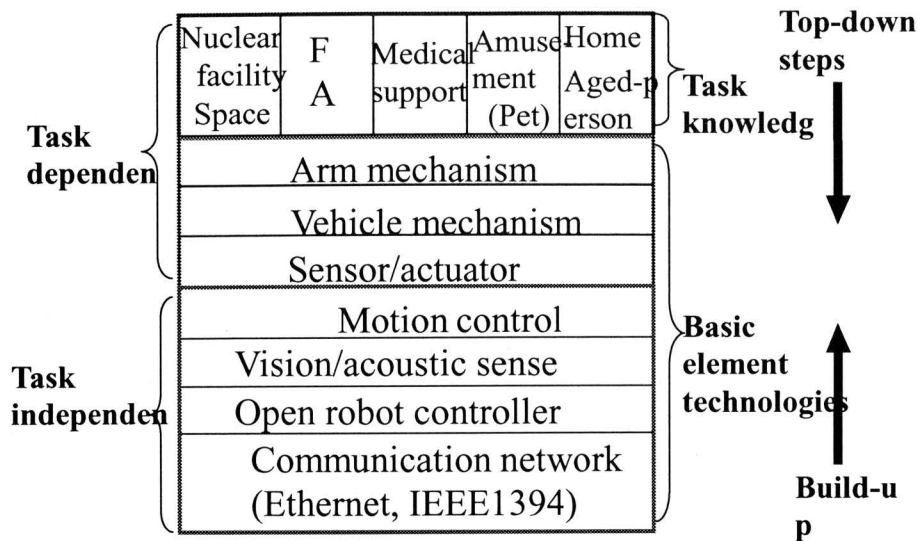 Top-down
steps
Nuclear
facility
Space
F
A
Medical
support
Amuse-
ment
(Pet)
Home
Aged-p
erson
Task
knowledg
Task
dependen
Arm mechanism
Vehicle mechanism
Sensor/actuator
Motion control
Vision/acoustic sense
Open robot controller
Communication network
(Ethernet, IEEE1394)
Task
independen
Basic
element
technologies
Build-u
p